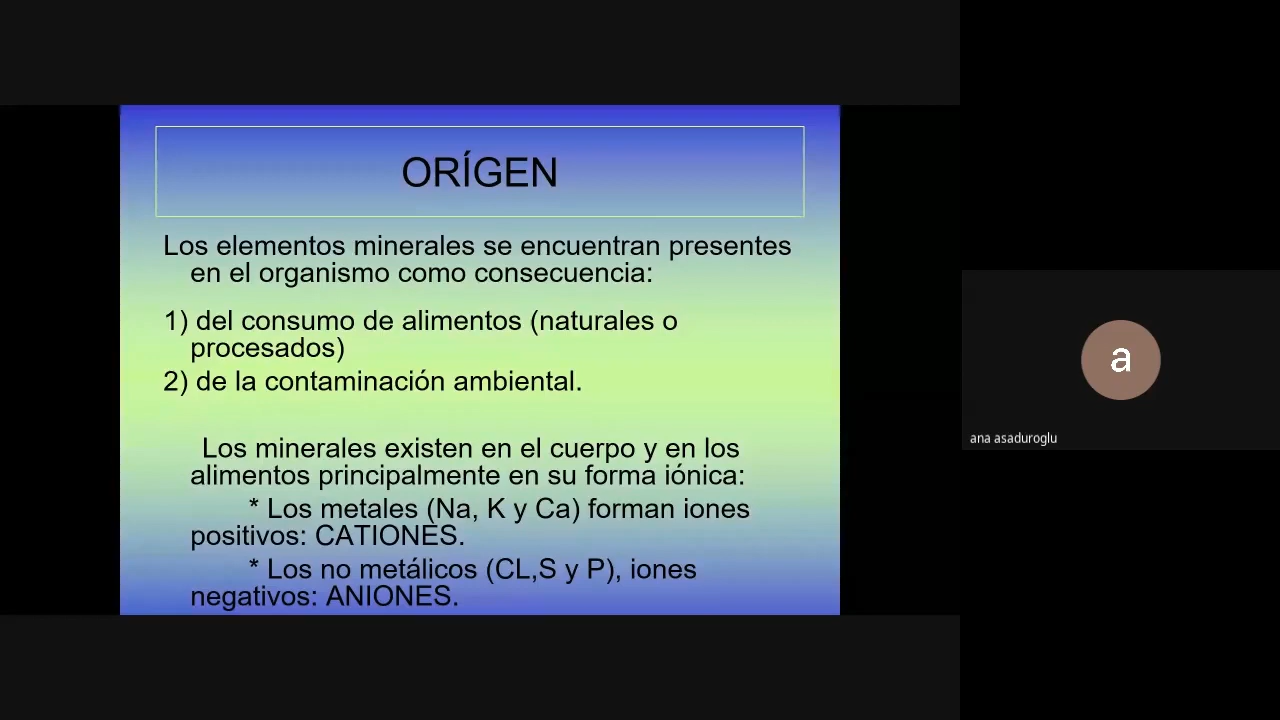 ORÍGEN
Los elementos minerales se encuentran presentes
en el organismo como consecuencia:
1) del consumo de alimentos (naturales o
procesados)
2) de la contaminación ambiental.
Los minerales existen en el cuerpo y en los
alimentos principalmente en su forma iónica:
* Los metales (Na, K y Ca) forman iones
positivos: CATIONES.
* Los no metálicos (CL,S y P), iones
negativos: ANIONES.
a
ana asaduroglu